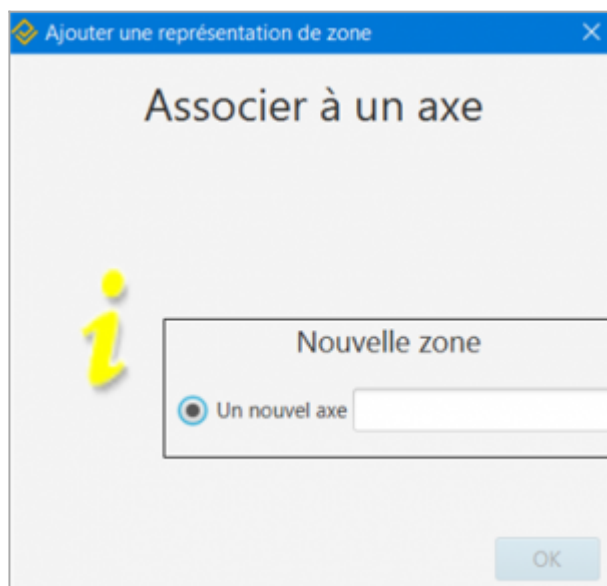 Ajouter une représentation de zone
Associer à un axe
Nouvelle zone
Un nouvel axe
OK